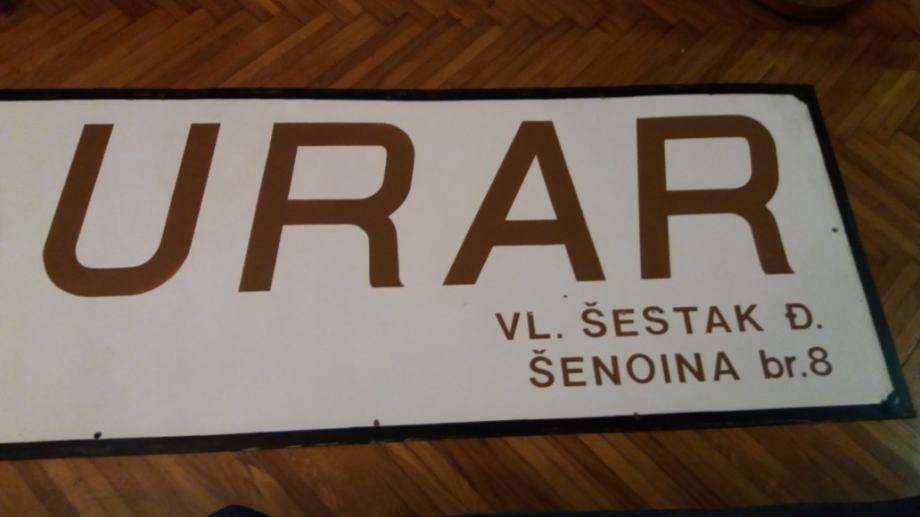 URAR
VL. ŠESTAK Đ.
ŠENOINA br.8